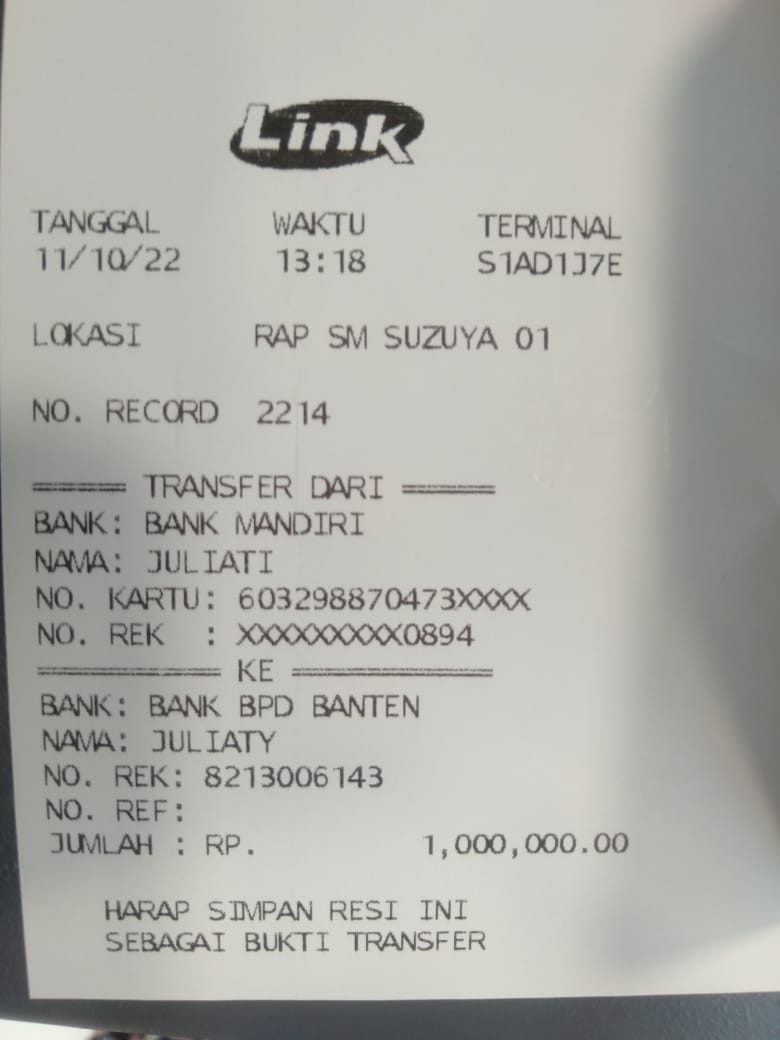 Link
TANGGAL WAKTU TERMINAL
11/10/22 13:18 S1AD1J7E
LOKASI RAP SM SUZUYA 01
NO. RECORD 2214
===== TRANSFER DARI =====
BANK: BANK MANDIRI
NAMA: JULIATI
NO. KARTU: 603298870473XXXX
NO. REK : XXXXXXXXX0894
========== KE ===========
BANK: BANK BPD BANTEN
NAMA: JULIATY
NO. REK: 8213006143
NO. REF:
JUMLAH : RP. 1,000,000.00
HARAP SIMPAN RESI INI
SEBAGAI BUKTI TRANSFER